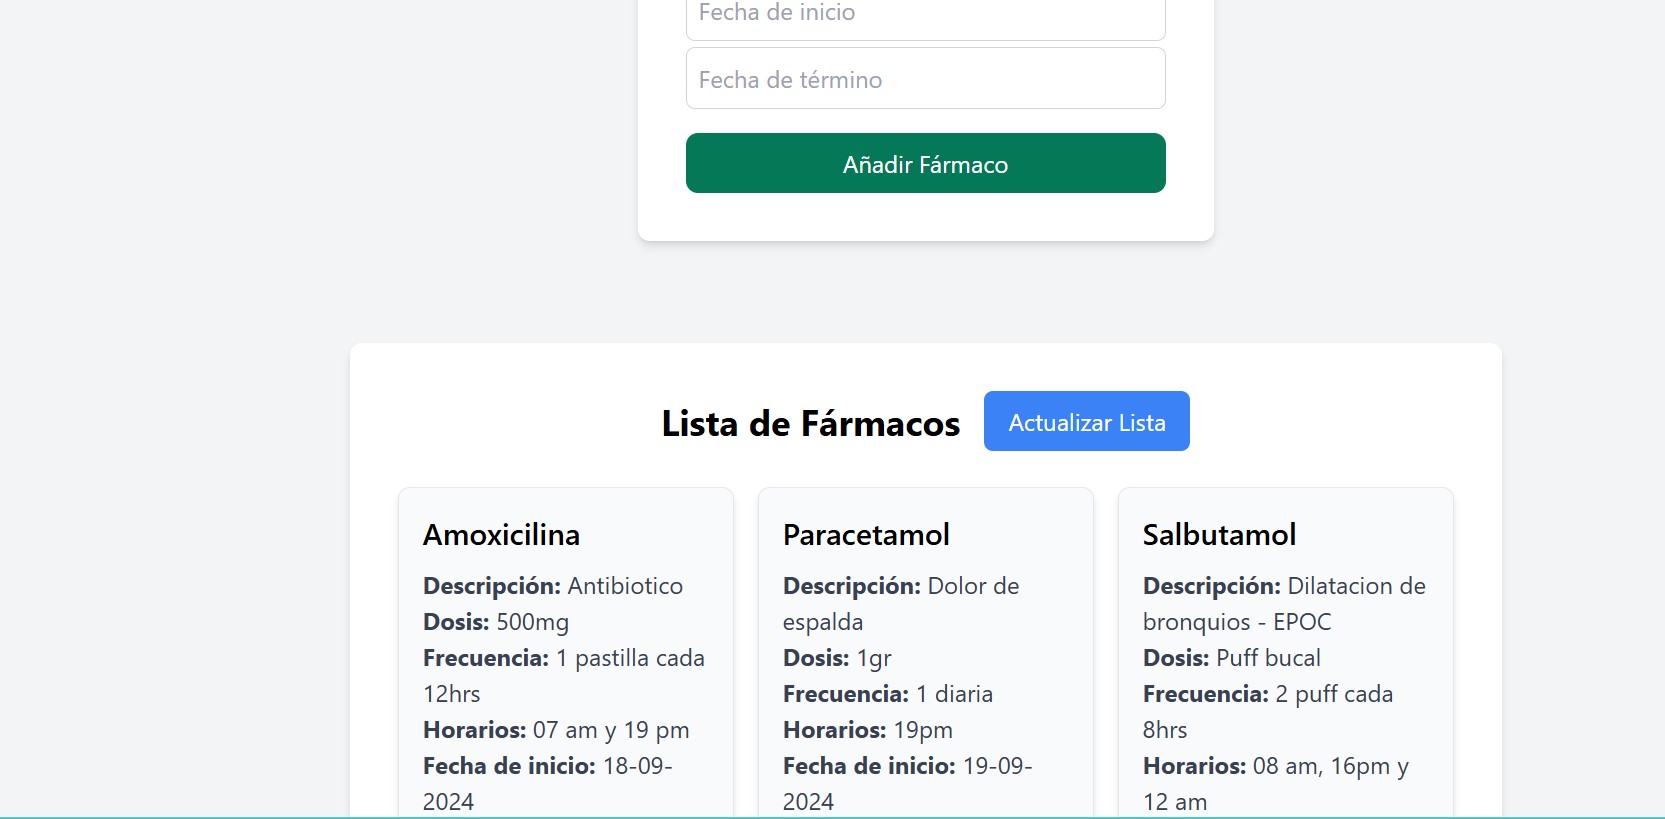 Fecha de inicio
Fecha de término
Añadir Fármaco
Lista de Fármacos
Actualizar Lista
Amoxicilina
Descripción: Antibiotico
Dosis: 500mg
Frecuencia: 1 pastilla cada
12hrs
Horarios: 07 am y 19 pm
Fecha de inicio: 18-09-
2024
Paracetamol
Descripción: Dolor de
espalda
Dosis: 1gr
Frecuencia: 1 diaria
Horarios: 19pm
Fecha de inicio: 19-09-
2024
Salbutamol
Descripción: Dilatacion de
bronquios - EPOC
Dosis: Puff bucal
Frecuencia: 2 puff cada
8hrs
Horarios: 08 am, 16pm y
12 am